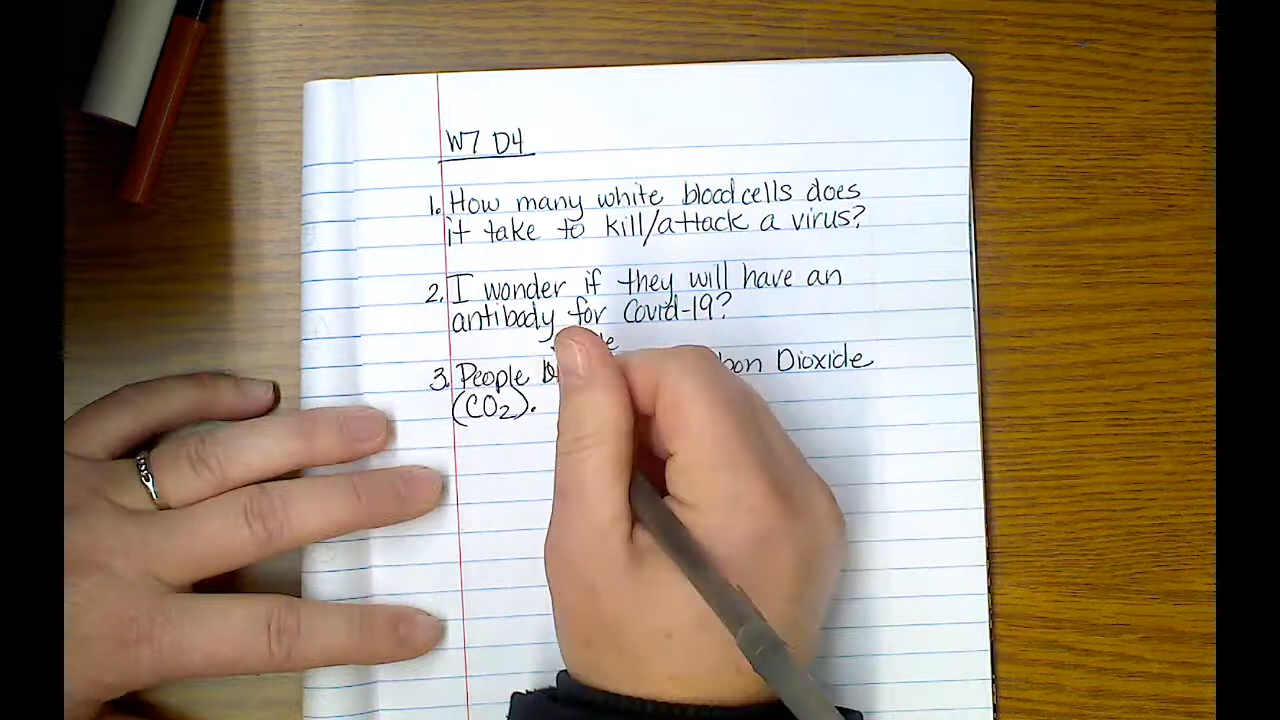 W7 D4
1. How many white blood cells does
it take to kill/attack a virus?
2. I wonder if they will have an
antibody for Covid-19?
3. People Dioxide
(CO2).